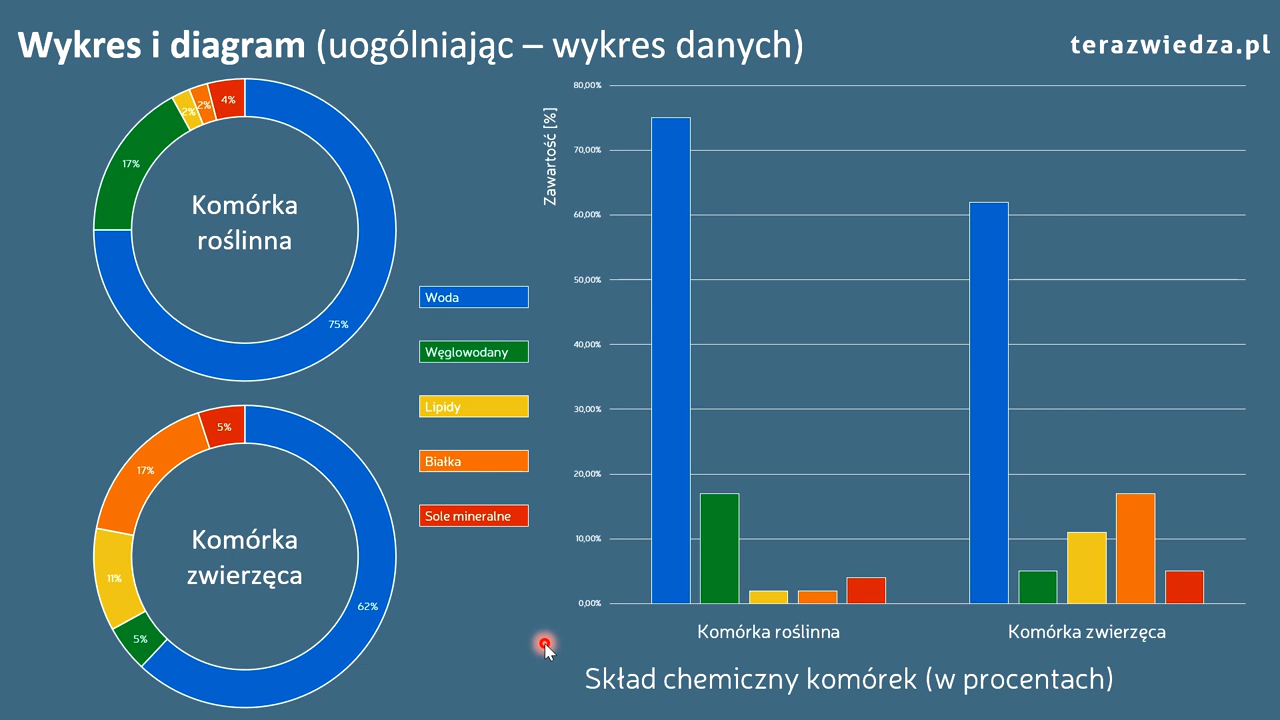 Wykres i diagram (uogólniając – wykres danych)
terazwiedza.pl
4%
2%
2%
17%
Komórka
roślinna
75%
Woda
Węglowodany
Lipidy
Białka
Sole mineralne
5%
17%
11%
Komórka
zwierzęca
62%
5%
Zawartość [%]
80,00%
70,00%
60,00%
50,00%
40,00%
30,00%
20,00%
10,00%
0,00%
Komórka roślinna
Komórka zwierzęca
Skład chemiczny komórek (w procentach)